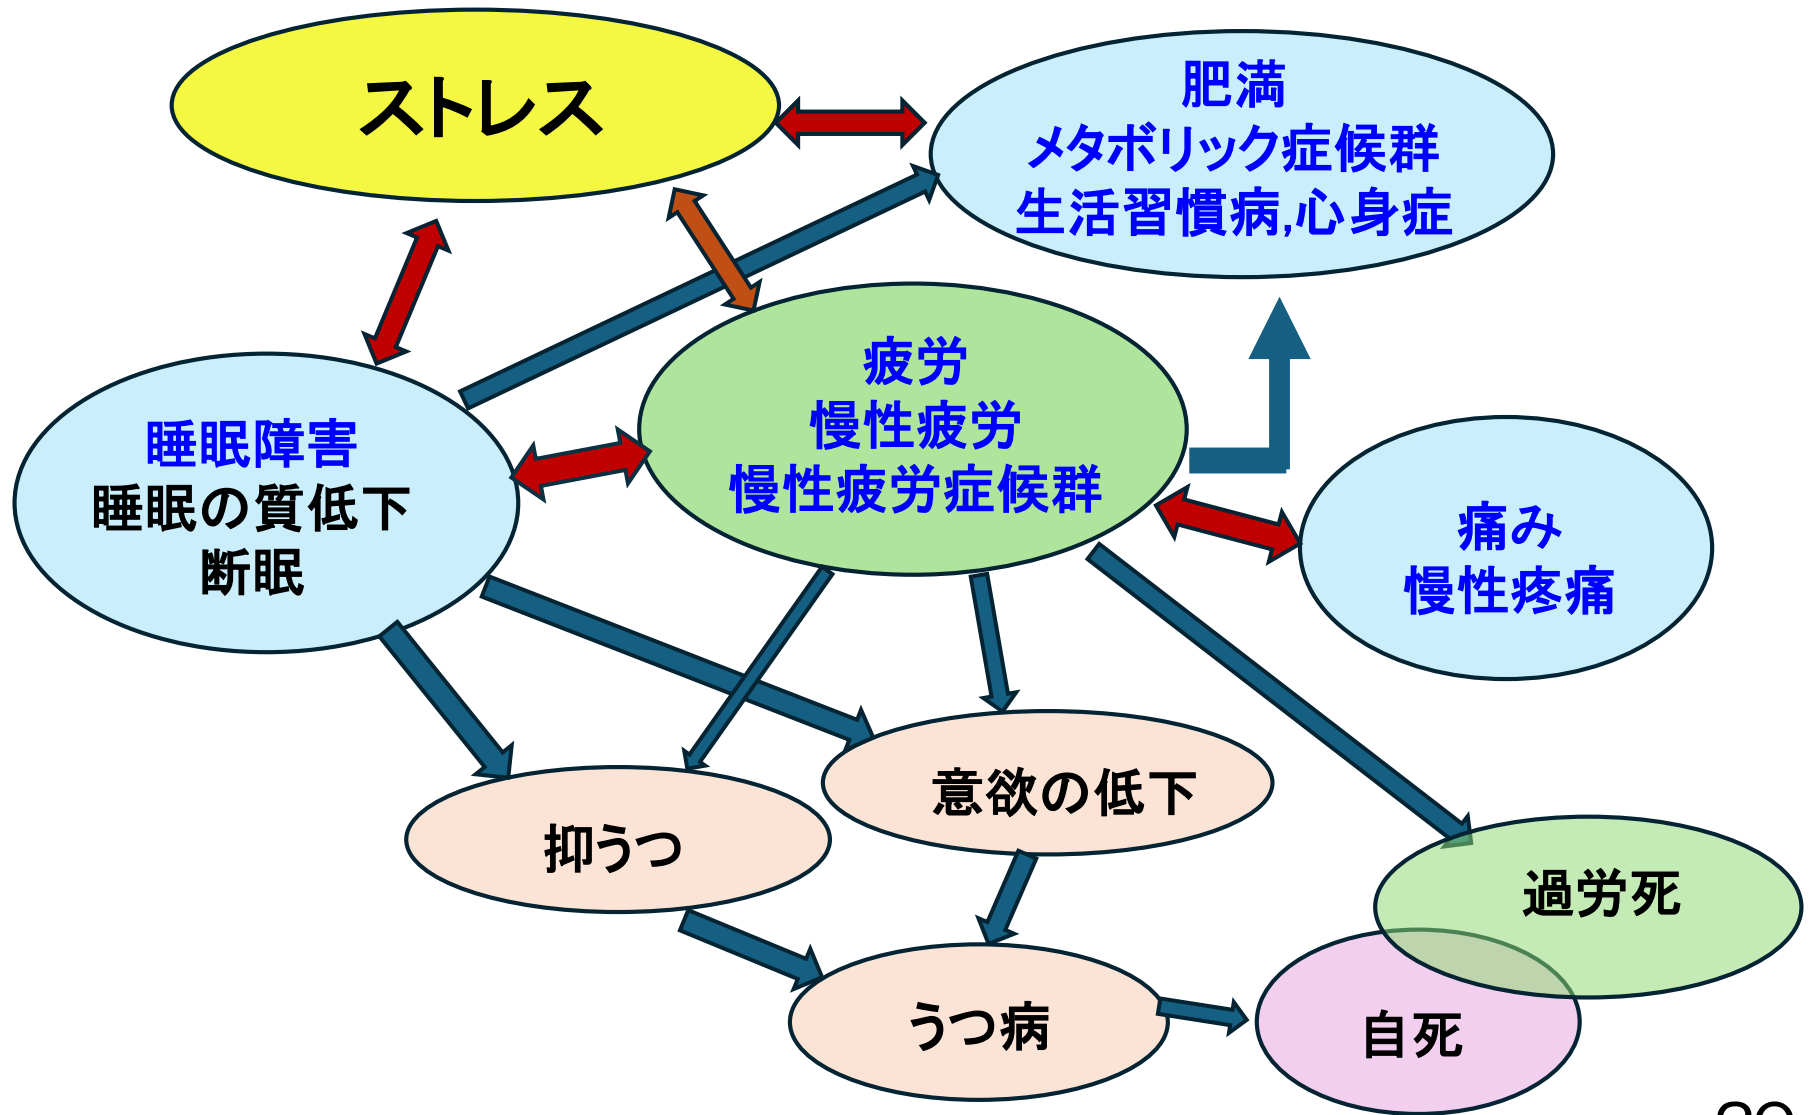 ストレス
肥満
メタボリック症候群
生活習慣病,心身症
疲労
慢性疲労
慢性疲労症候群
睡眠障害
睡眠の質低下
断眠
痛み
慢性疼痛
意欲の低下
抑うつ
過労死
うつ病
自死